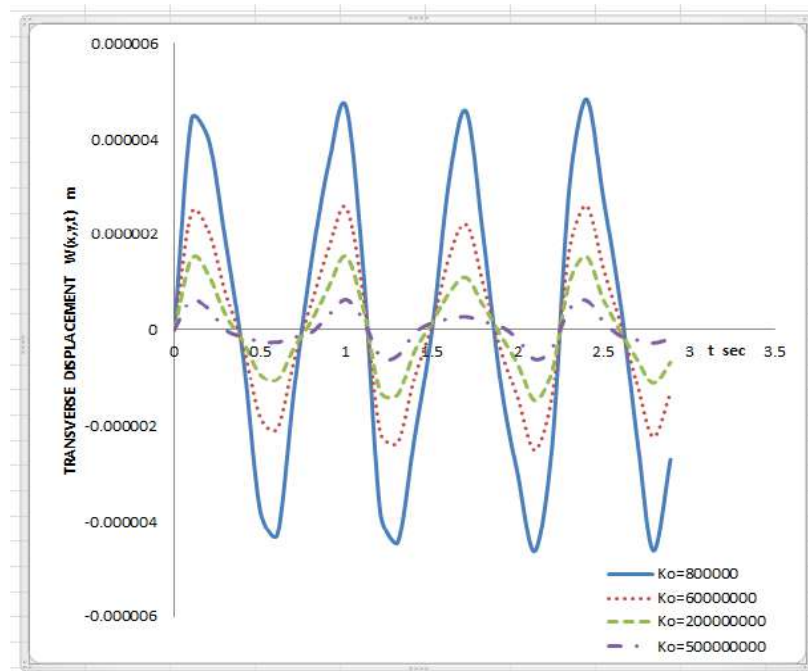 0.000006
0.000004
0.000002
0
-0.000002
-0.000004
-0.000006
TRANSVERSE DISPLACEMENT W(x,y,t) m
0 0.5 1 1.5 2 2.5 3 3.5
t sec
Ko=800000
Ko=60000000
Ko=200000000
Ko=500000000